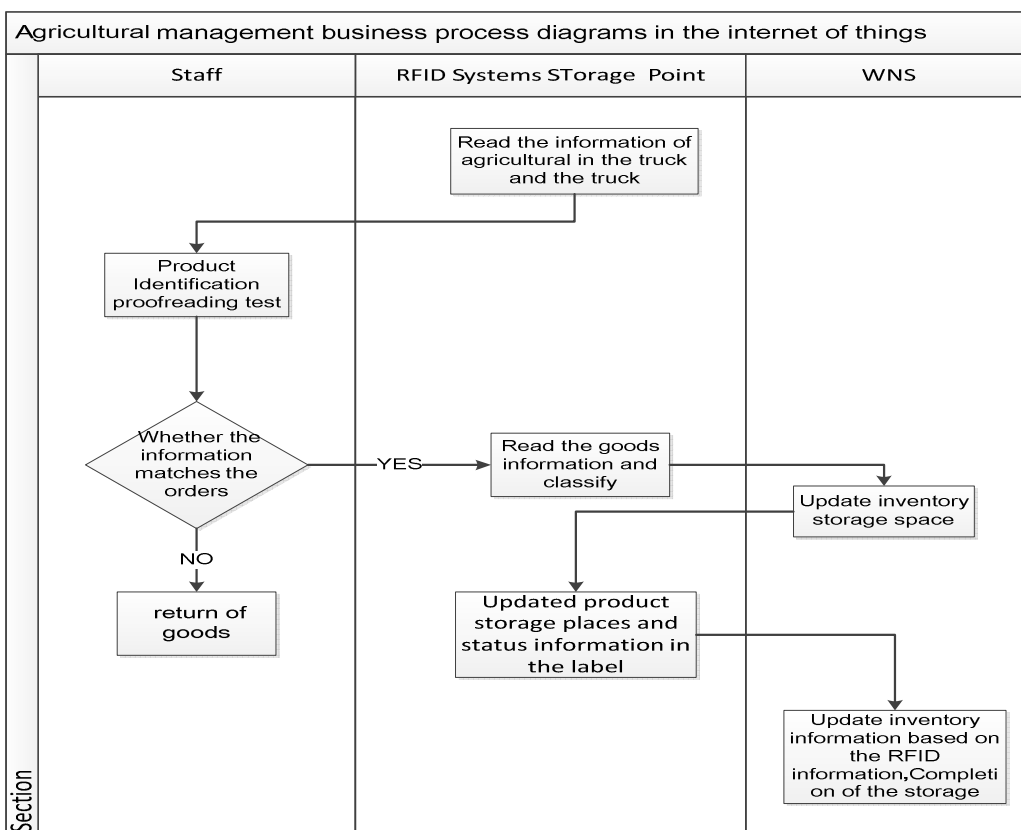 Agricultural management business process diagrams in the internet of things
Staff
RFID Systems STorage Point
WNS
Read the information of
agricultural in the truck
and the truck
Product
Identification
proofreading test
Whether the
information
matches the
orders
YES
Read the goods
information and
classify
Update inventory
storage space
NO
return of
goods
Updated product
storage places and
status information in
the label
Update inventory
information based on
the RFID
information,Completi
on of the storage
Section